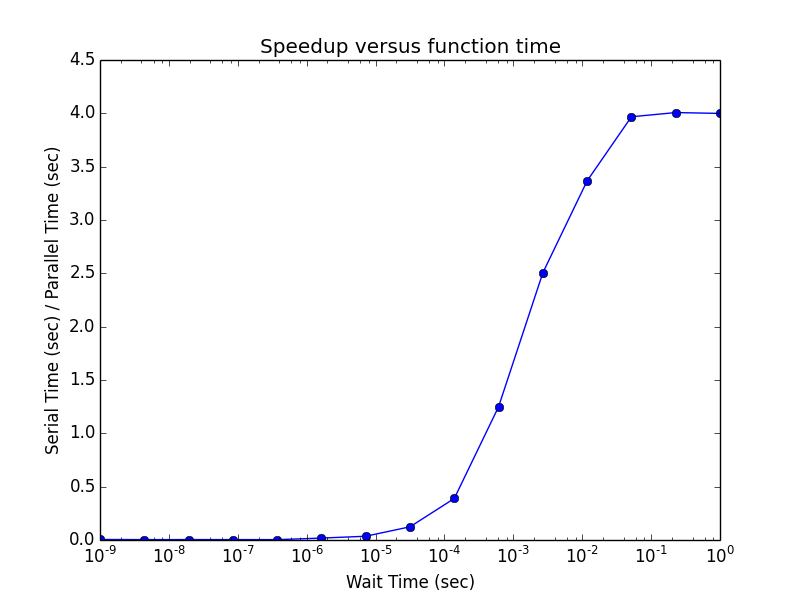 Speedup versus function time
Serial Time (sec) / Parallel Time (sec)
4.5
4.0
3.5
3.0
2.5
2.0
1.5
1.0
0.5
0.0
10⁻⁹ 10⁻⁸ 10⁻⁷ 10⁻⁶ 10⁻⁵ 10⁻⁴ 10⁻³ 10⁻² 10⁻¹ 10⁰
Wait Time (sec)